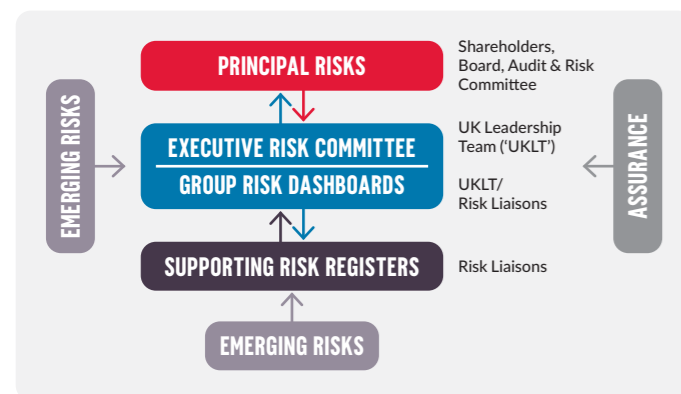 PRINCIPAL RISKS
Shareholders,
Board, Audit & Risk
Committee
EMERGING RISKS
EXECUTIVE RISK COMMITTEE
UK Leadership
Team (‘UKLT’)
GROUP RISK DASHBOARDS
UKLT/
Risk Liaisons
ASSURANCE
SUPPORTING RISK REGISTERS
Risk Liaisons
EMERGING RISKS